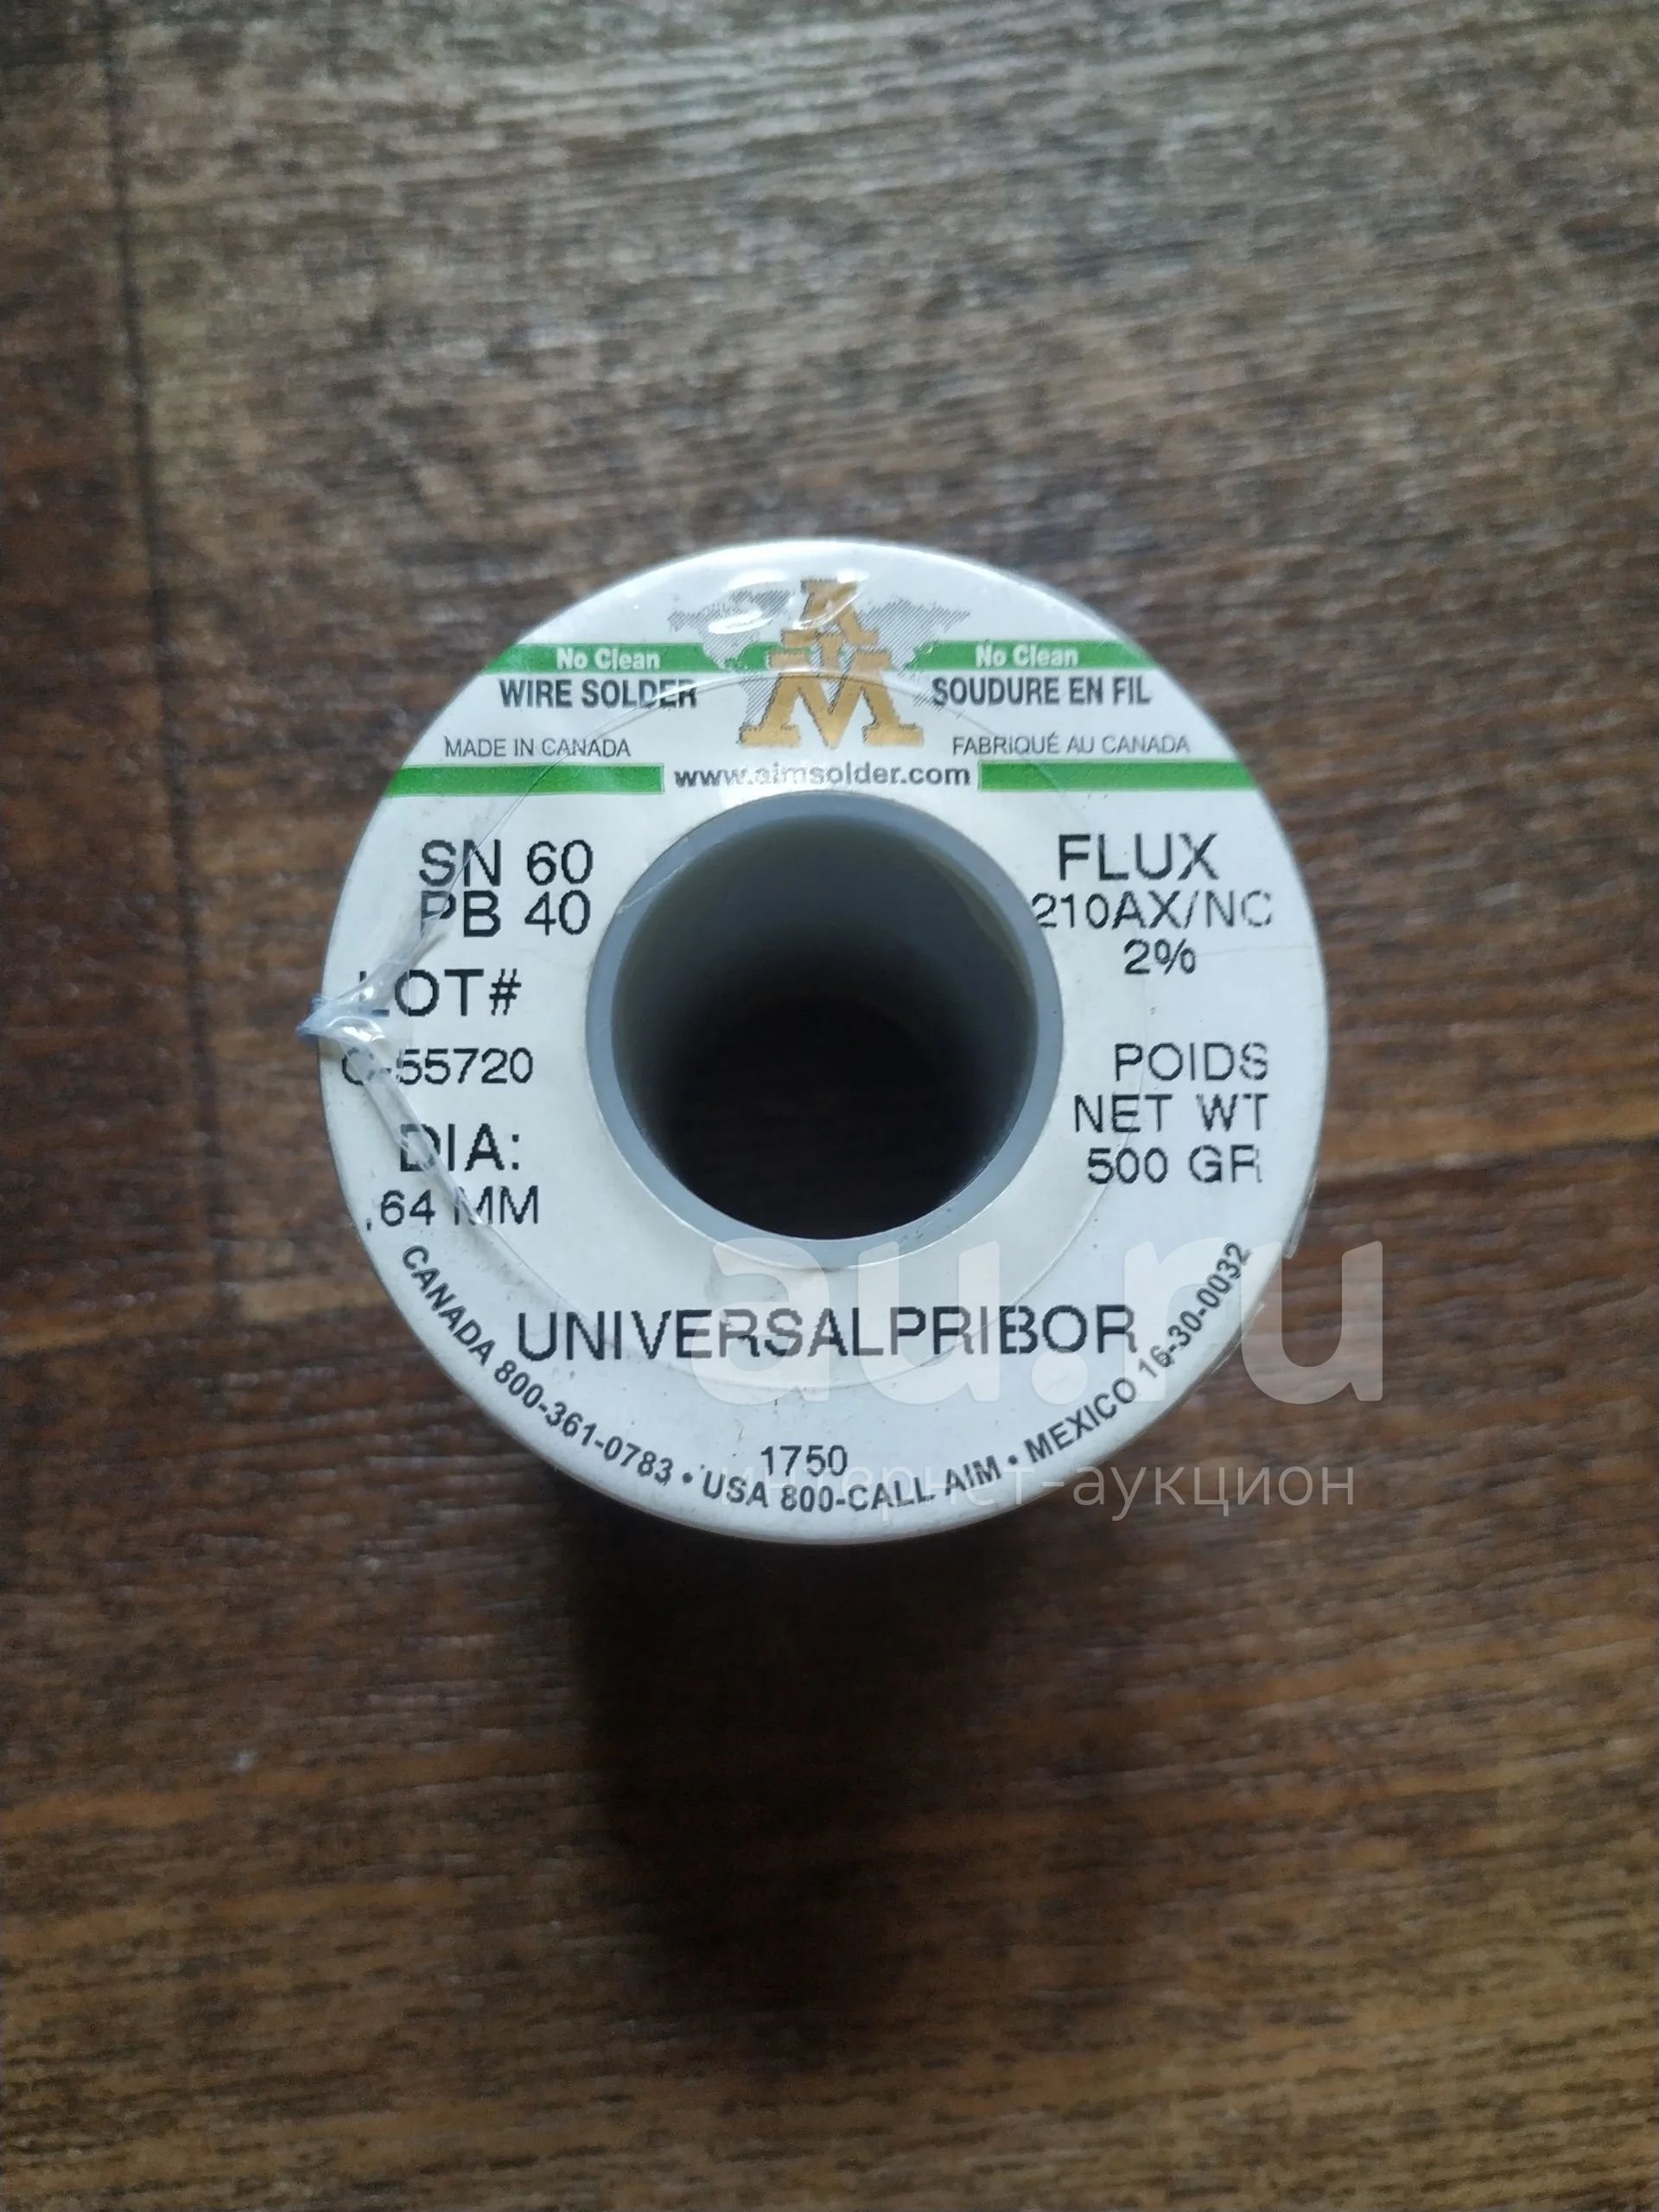 AIM
No Clean No Clean
WIRE SOLDER SOUDURE EN FIL
MADE IN CANADA FABRIQUÉ AU CANADA
www.aimsolder.com
SN 60
PB 40
LOT#
C-55720
DIA:
.64 MM
FLUX
210AX/NC
2%
POIDS
NET WT
500 GR
UNIVERSALPRIBOR
1750
CANADA 800-361-0783 • USA 800-CALL AIM • MEXICO 16-30-0032
au.ru
интернет-аукцион